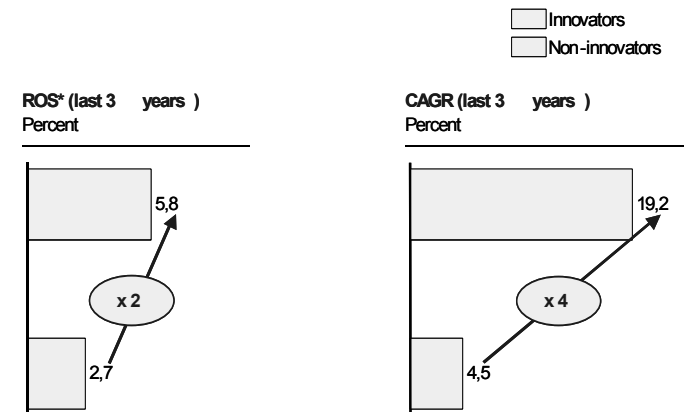 Innovators
Non-innovators
ROS* (last 3 years )
Percent
5,8
x 2
2,7
CAGR (last 3 years )
Percent
19,2
x 4
4,5